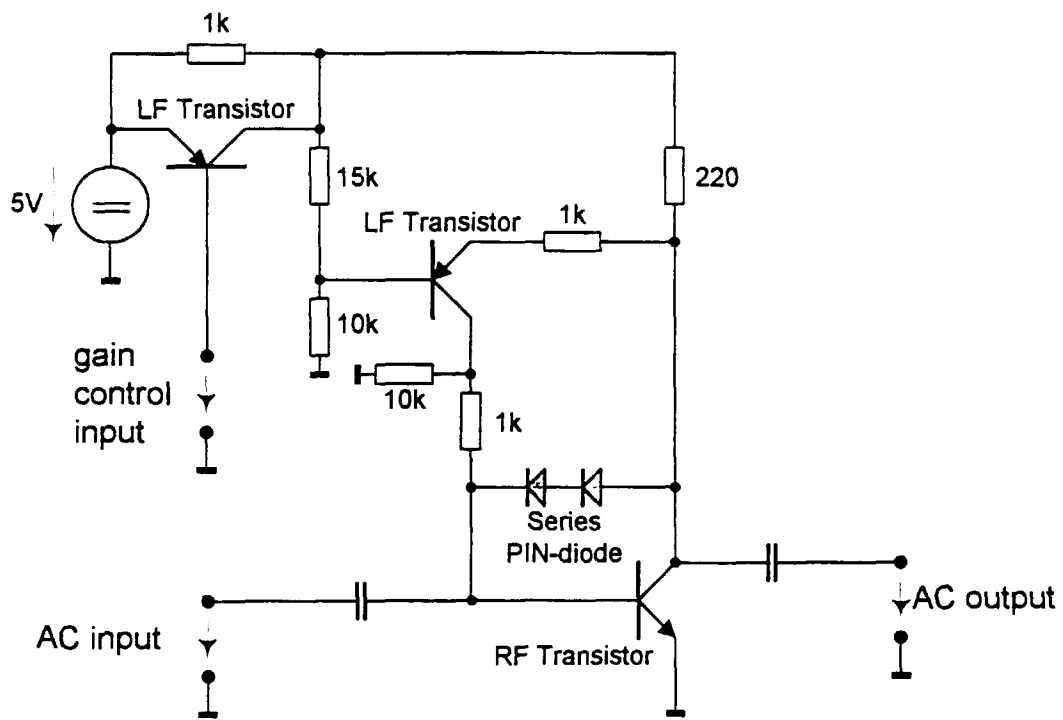 1k
LF Transistor
5V
15k
220
LF Transistor
1k
10k
gain
control
input
10k
1k
Series
PIN-diode
AC input
AC output
RF Transistor